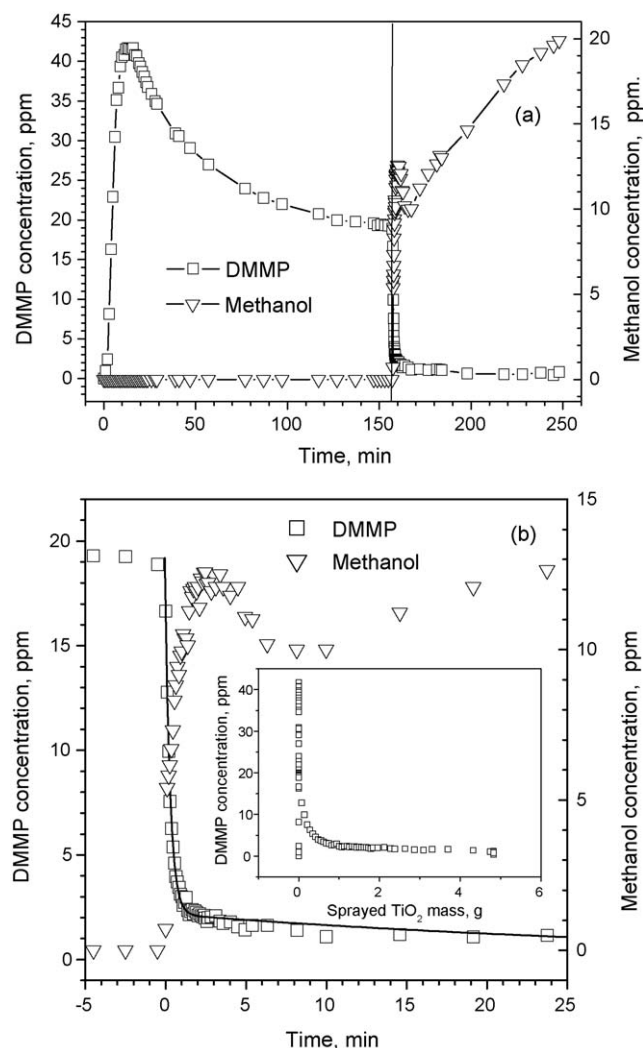 45
40
35
30
25
20
15
10
5
0
DMMP concentration, ppm
20
15
10
5
0
Methanol concentration, ppm.
(a)
DMMP
Methanol
0 50 100 150 200 250
Time, min
20
15
10
5
0
DMMP concentration, ppm
15
10
5
0
Methanol concentration, ppm
DMMP (b)
Methanol
40
30
20
10
0
DMMP concentration, ppm
0 2 4 6
Sprayed TiO2 mass, g
-5 0 5 10 15 20 25
Time, min